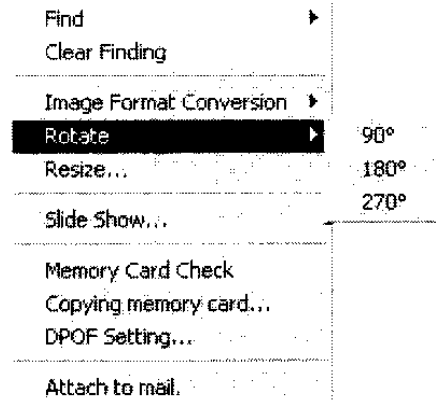 Find
Clear Finding
Image Format Conversion
Rotate
90°
Resize...
180°
270°
Slide Show...
Memory Card Check
Copying memory card...
DPOF Setting...
Attach to mail.